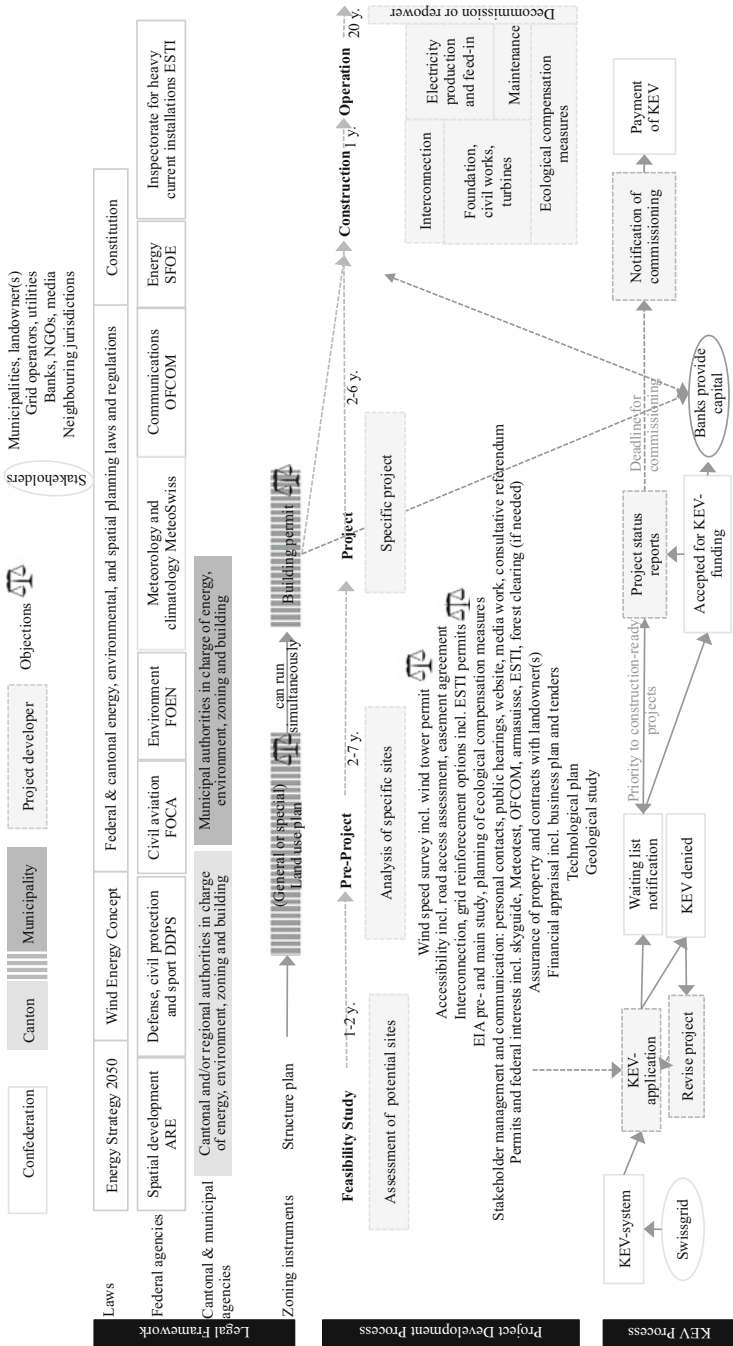 Confederation
Canton
Municipality
Project developer
Objections
Stakeholders
Municipalities, landowner(s)
Grid operators, utilities
Banks, NGOs, media
Neighbouring jurisdictions
Legal Framework
Laws
Energy Strategy 2050
Wind Energy Concept
Federal & cantonal energy, environmental, and spatial planning laws and regulations
Constitution
Federal agencies
Spatial development
ARE
Defense, civil protection
and sport DDPS
Civil aviation
FOCA
Environment
FOEN
Meteorology and
climatology MeteoSwiss
Communications
OFCOM
Energy
SFOE
Inspectorate for heavy
current installations ESTI
Cantonal & municipal
agencies
Cantonal and/or regional authorities in charge
of energy, environment, zoning and building
Municipal authorities in charge of energy,
environment, zoning and building
Zoning instruments
Structure plan
(General or special)
Land use plan
can run
simultaneously
Building permit
Project Development Process
Feasibility Study
1-2 y.
Pre-Project
2-7 y.
Project
2-6 y.
Construction
1 y.
Operation
20 y.
Decommission or repower
Assessment of potential sites
Analysis of specific sites
Specific project
Interconnection
Foundation,
civil works,
turbines
Electricity
production
and feed-in
Maintenance
Ecological compensation
measures
Wind speed survey incl. wind tower permit
Accessibility incl. road access assessment, easement agreement
Interconnection, grid reinforecement options incl. ESTI permits
EIA pre- and main study, planning of ecological compensation measures
Stakeholder management and communication: personal contacts, public hearings, website, media work, consultative referendum
Permits and federal interests incl. skyguide, Meteotest, OFCOM, armasuisse, ESTI, forest clearing (if needed)
Assurance of property and contracts with landowner(s)
Financial appraisal incl. business plan and tenders
Technological plan
Geological study
KEV Process
KEV-system
Swissgrid
KEV-
application
Revise project
Waiting list
notification
KEV denied
Priority to construction-ready
projects
Project status
reports
Accepted for KEV-
funding
Deadline for
commissioning
Banks provide
capital
Notification of
commissioning
Payment
of KEV